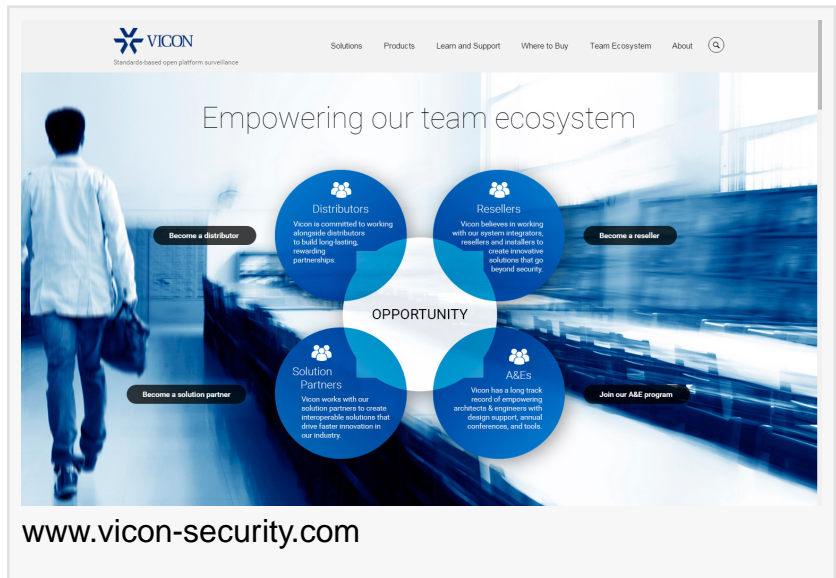 VICON
Standards-based open platform surveillance
Solutions Products Learn and Support Where to Buy Team Ecosystem About
Empowering our team ecosystem
Distributors
Vicon is committed to working
alongside distributors
to build long-lasting,
rewarding
partnerships.
Become a distributor
Resellers
Vicon believes in working
with our system integrators,
resellers and installers to
create innovative
solutions that go
beyond security.
Become a reseller
OPPORTUNITY
Solution
Partners
Vicon works with our
solution partners to create
interoperable solutions that
drive faster innovation in
our industry.
Become a solution partner
A&Es
Vicon has a long track
record of empowering
architects & engineers with
design support, annual
conferences, and tools.
Join our A&E program
www.vicon-security.com